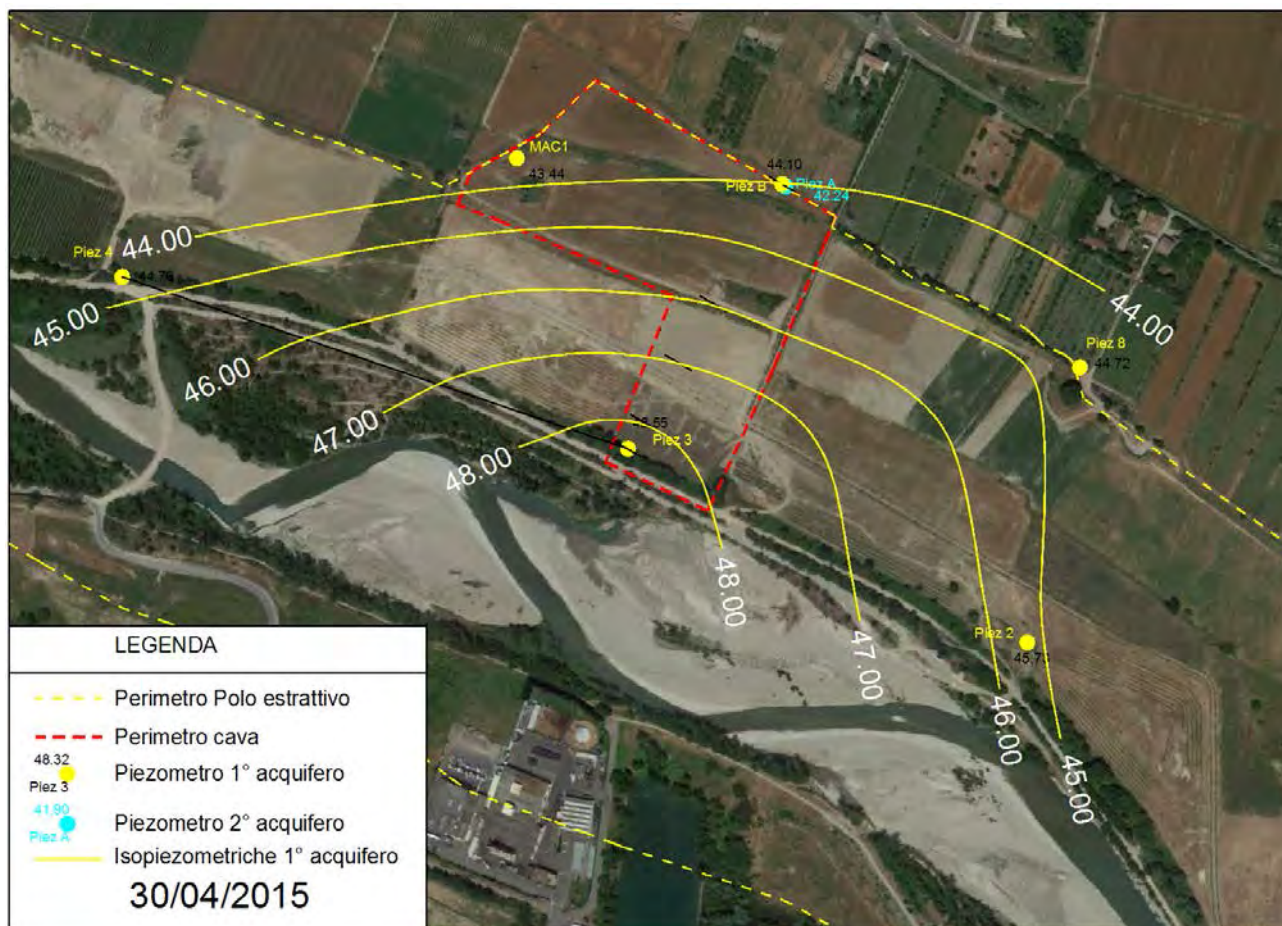 MAC1
43,44
44.10
Piez B
Piez A
42.24
44.00
Piez 4
44.76
45.00
46.00
47.00
48.00
Piez 3
44.00
Piez 8
44.72
48.00
47.00
46.00
45.00
Piez 2
45,73
LEGENDA
Perimetro Polo estrattivo
Perimetro cava
48.32
Piez 3
Piezometro 1° acquifero
41,90
Piez A
Piezometro 2° acquifero
Isopiezometriche 1° acquifero
30/04/2015